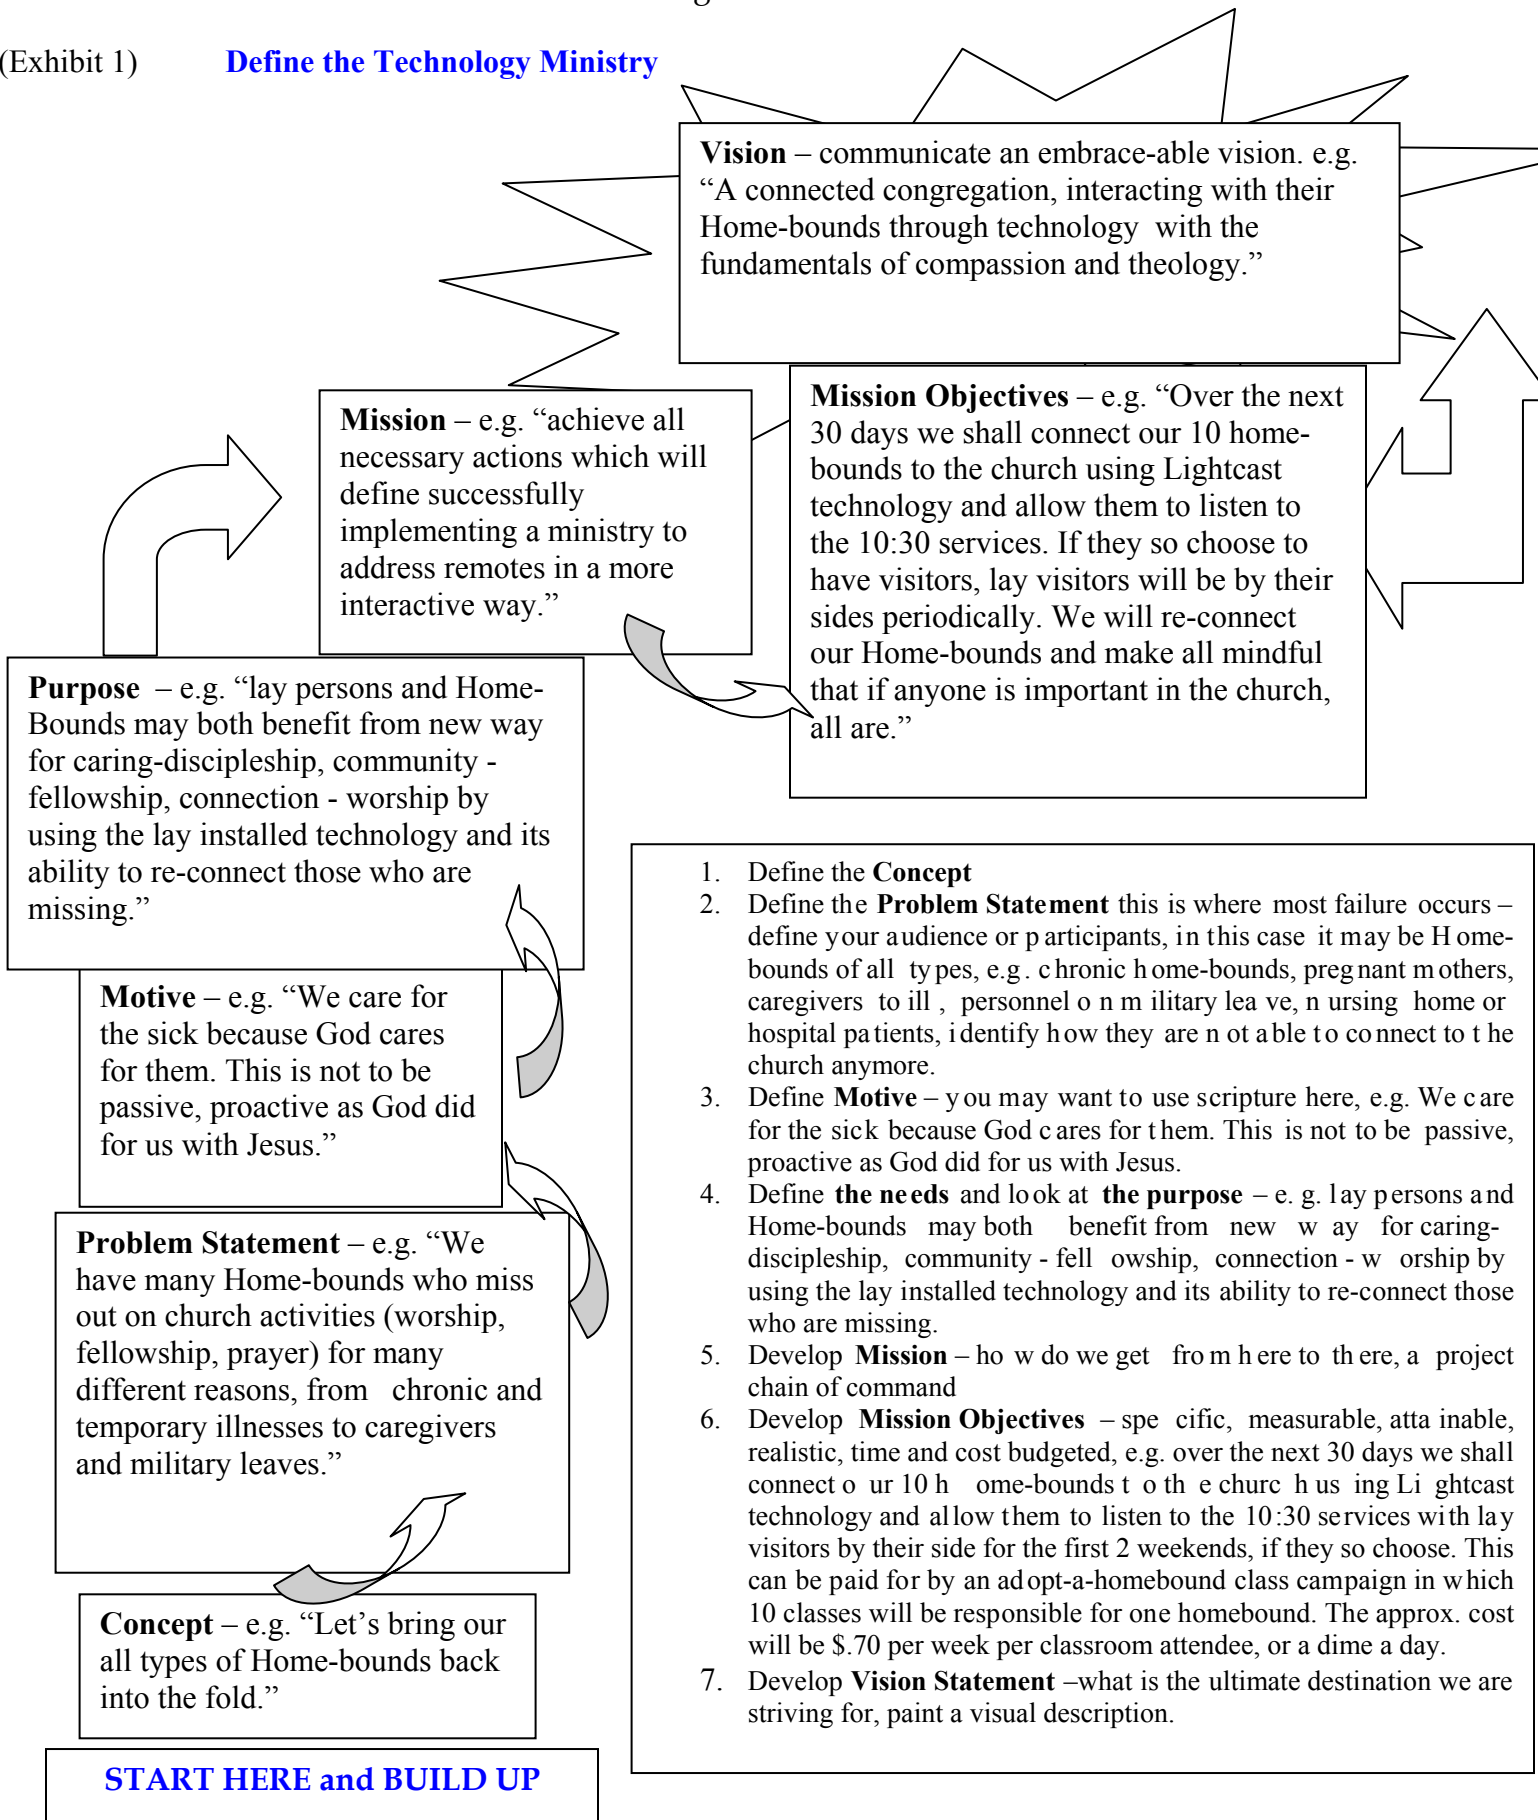 (Exhibit 1) Define the Technology Ministry
Vision – communicate an embrace-able vision. e.g.
“A connected congregation, interacting with their
Home-bounds through technology with the
fundamentals of compassion and theology.”
Mission – e.g. “achieve all
necessary actions which will
define successfully
implementing a ministry to
address remotes in a more
interactive way.”
Mission Objectives – e.g. “Over the next
30 days we shall connect our 10 home-
bounds to the church using Lightcast
technology and allow them to listen to
the 10:30 services. If they so choose to
have visitors, lay visitors will be by their
sides periodically. We will re-connect
our Home-bounds and make all mindful
that if anyone is important in the church,
all are.”
Purpose – e.g. “lay persons and Home-
Bounds may both benefit from new way
for caring-discipleship, community -
fellowship, connection - worship by
using the lay installed technology and its
ability to re-connect those who are
missing.”
Motive – e.g. “We care for
the sick because God cares
for them. This is not to be
passive, proactive as God did
for us with Jesus.”
Problem Statement – e.g. “We
have many Home-bounds who miss
out on church activities (worship,
fellowship, prayer) for many
different reasons, from chronic and
temporary illnesses to caregivers
and military leaves.”
Concept – e.g. “Let’s bring our
all types of Home-bounds back
into the fold.”
START HERE and BUILD UP
1. Define the Concept
2. Define the Problem Statement this is where most failure occurs –
define your audience or participants, in this case it may be Home-
bounds of all types, e.g. chronic home-bounds, pregnant mothers,
caregivers to ill, personnel on military leave, nursing home or
hospital patients, identify how they are not able to connect to the
church anymore.
3. Define Motive – you may want to use scripture here, e.g. We care
for the sick because God cares for them. This is not to be passive,
proactive as God did for us with Jesus.
4. Define the needs and look at the purpose – e. g. lay persons and
Home-bounds may both benefit from new way for caring-
discipleship, community - fellowship, connection - worship by
using the lay installed technology and its ability to re-connect those
who are missing.
5. Develop Mission – how do we get from here to there, a project
chain of command
6. Develop Mission Objectives – specific, measurable, attainable,
realistic, time and cost budgeted, e.g. over the next 30 days we shall
connect our 10 home-bounds to the church using Lightcast
technology and allow them to listen to the 10:30 services with lay
visitors by their side for the first 2 weekends, if they so choose. This
can be paid for by an adopt-a-homebound class campaign in which
10 classes will be responsible for one homebound. The approx. cost
will be $.70 per week per classroom attendee, or a dime a day.
7. Develop Vision Statement –what is the ultimate destination we are
striving for, paint a visual description.